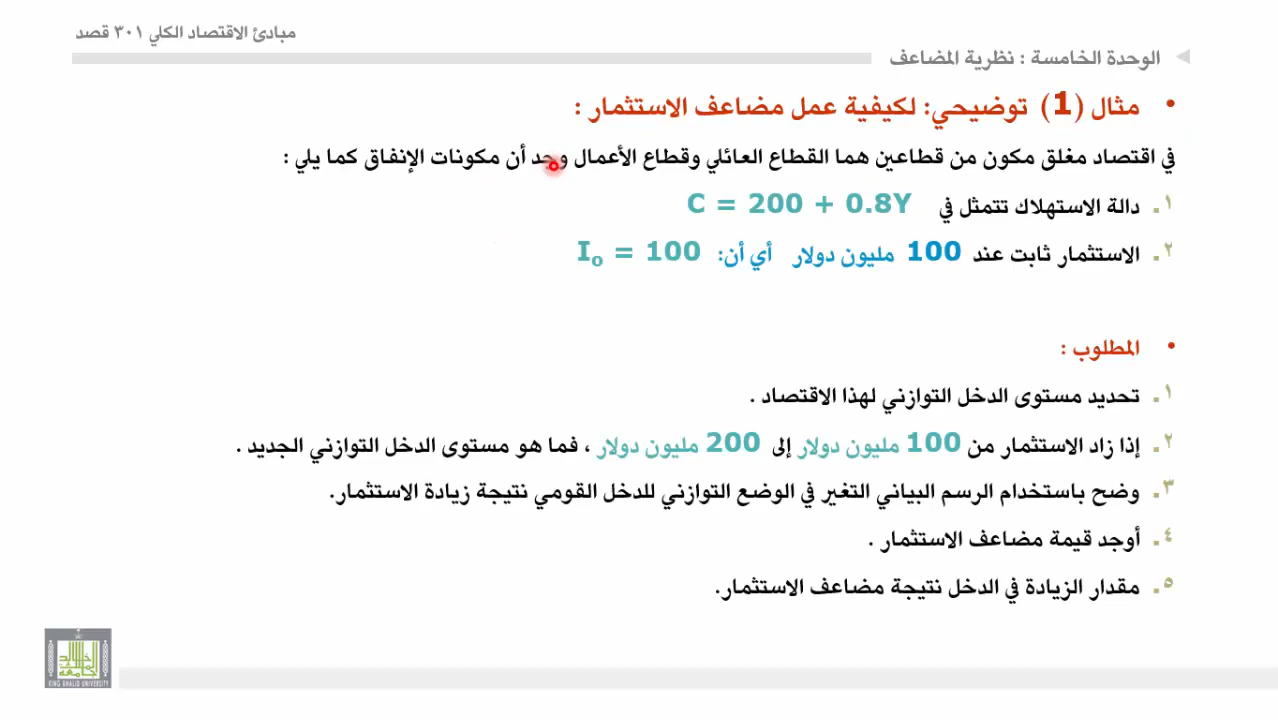 مبادئ الاقتصاد الكلي ٣٠١ قصد
الوحدة الخامسة : نظرية المضاعف
• مثال (1) توضيحي: لكيفية عمل مضاعف الاستثمار :
في اقتصاد مغلق مكون من قطاعين هما القطاع العائلي وقطاع الأعمال وجد أن مكونات الإنفاق كما يلي :
١. دالة الاستهلاك تتمثل في C = 200 + 0.8Y
٢. الاستثمار ثابت عند 100 مليون دولار أي أن: Io = 100
• المطلوب :
١. تحديد مستوى الدخل التوازني لهذا الاقتصاد .
٢. إذا زاد الاستثمار من 100 مليون دولار إلى 200 مليون دولار ، فما هو مستوى الدخل التوازني الجديد .
٣. وضح باستخدام الرسم البياني التغير في الوضع التوازني للدخل القومي نتيجة زيادة الاستثمار.
٤. أوجد قيمة مضاعف الاستثمار .
٥. مقدار الزيادة في الدخل نتيجة مضاعف الاستثمار.
KING KHALID UNIVERSITY